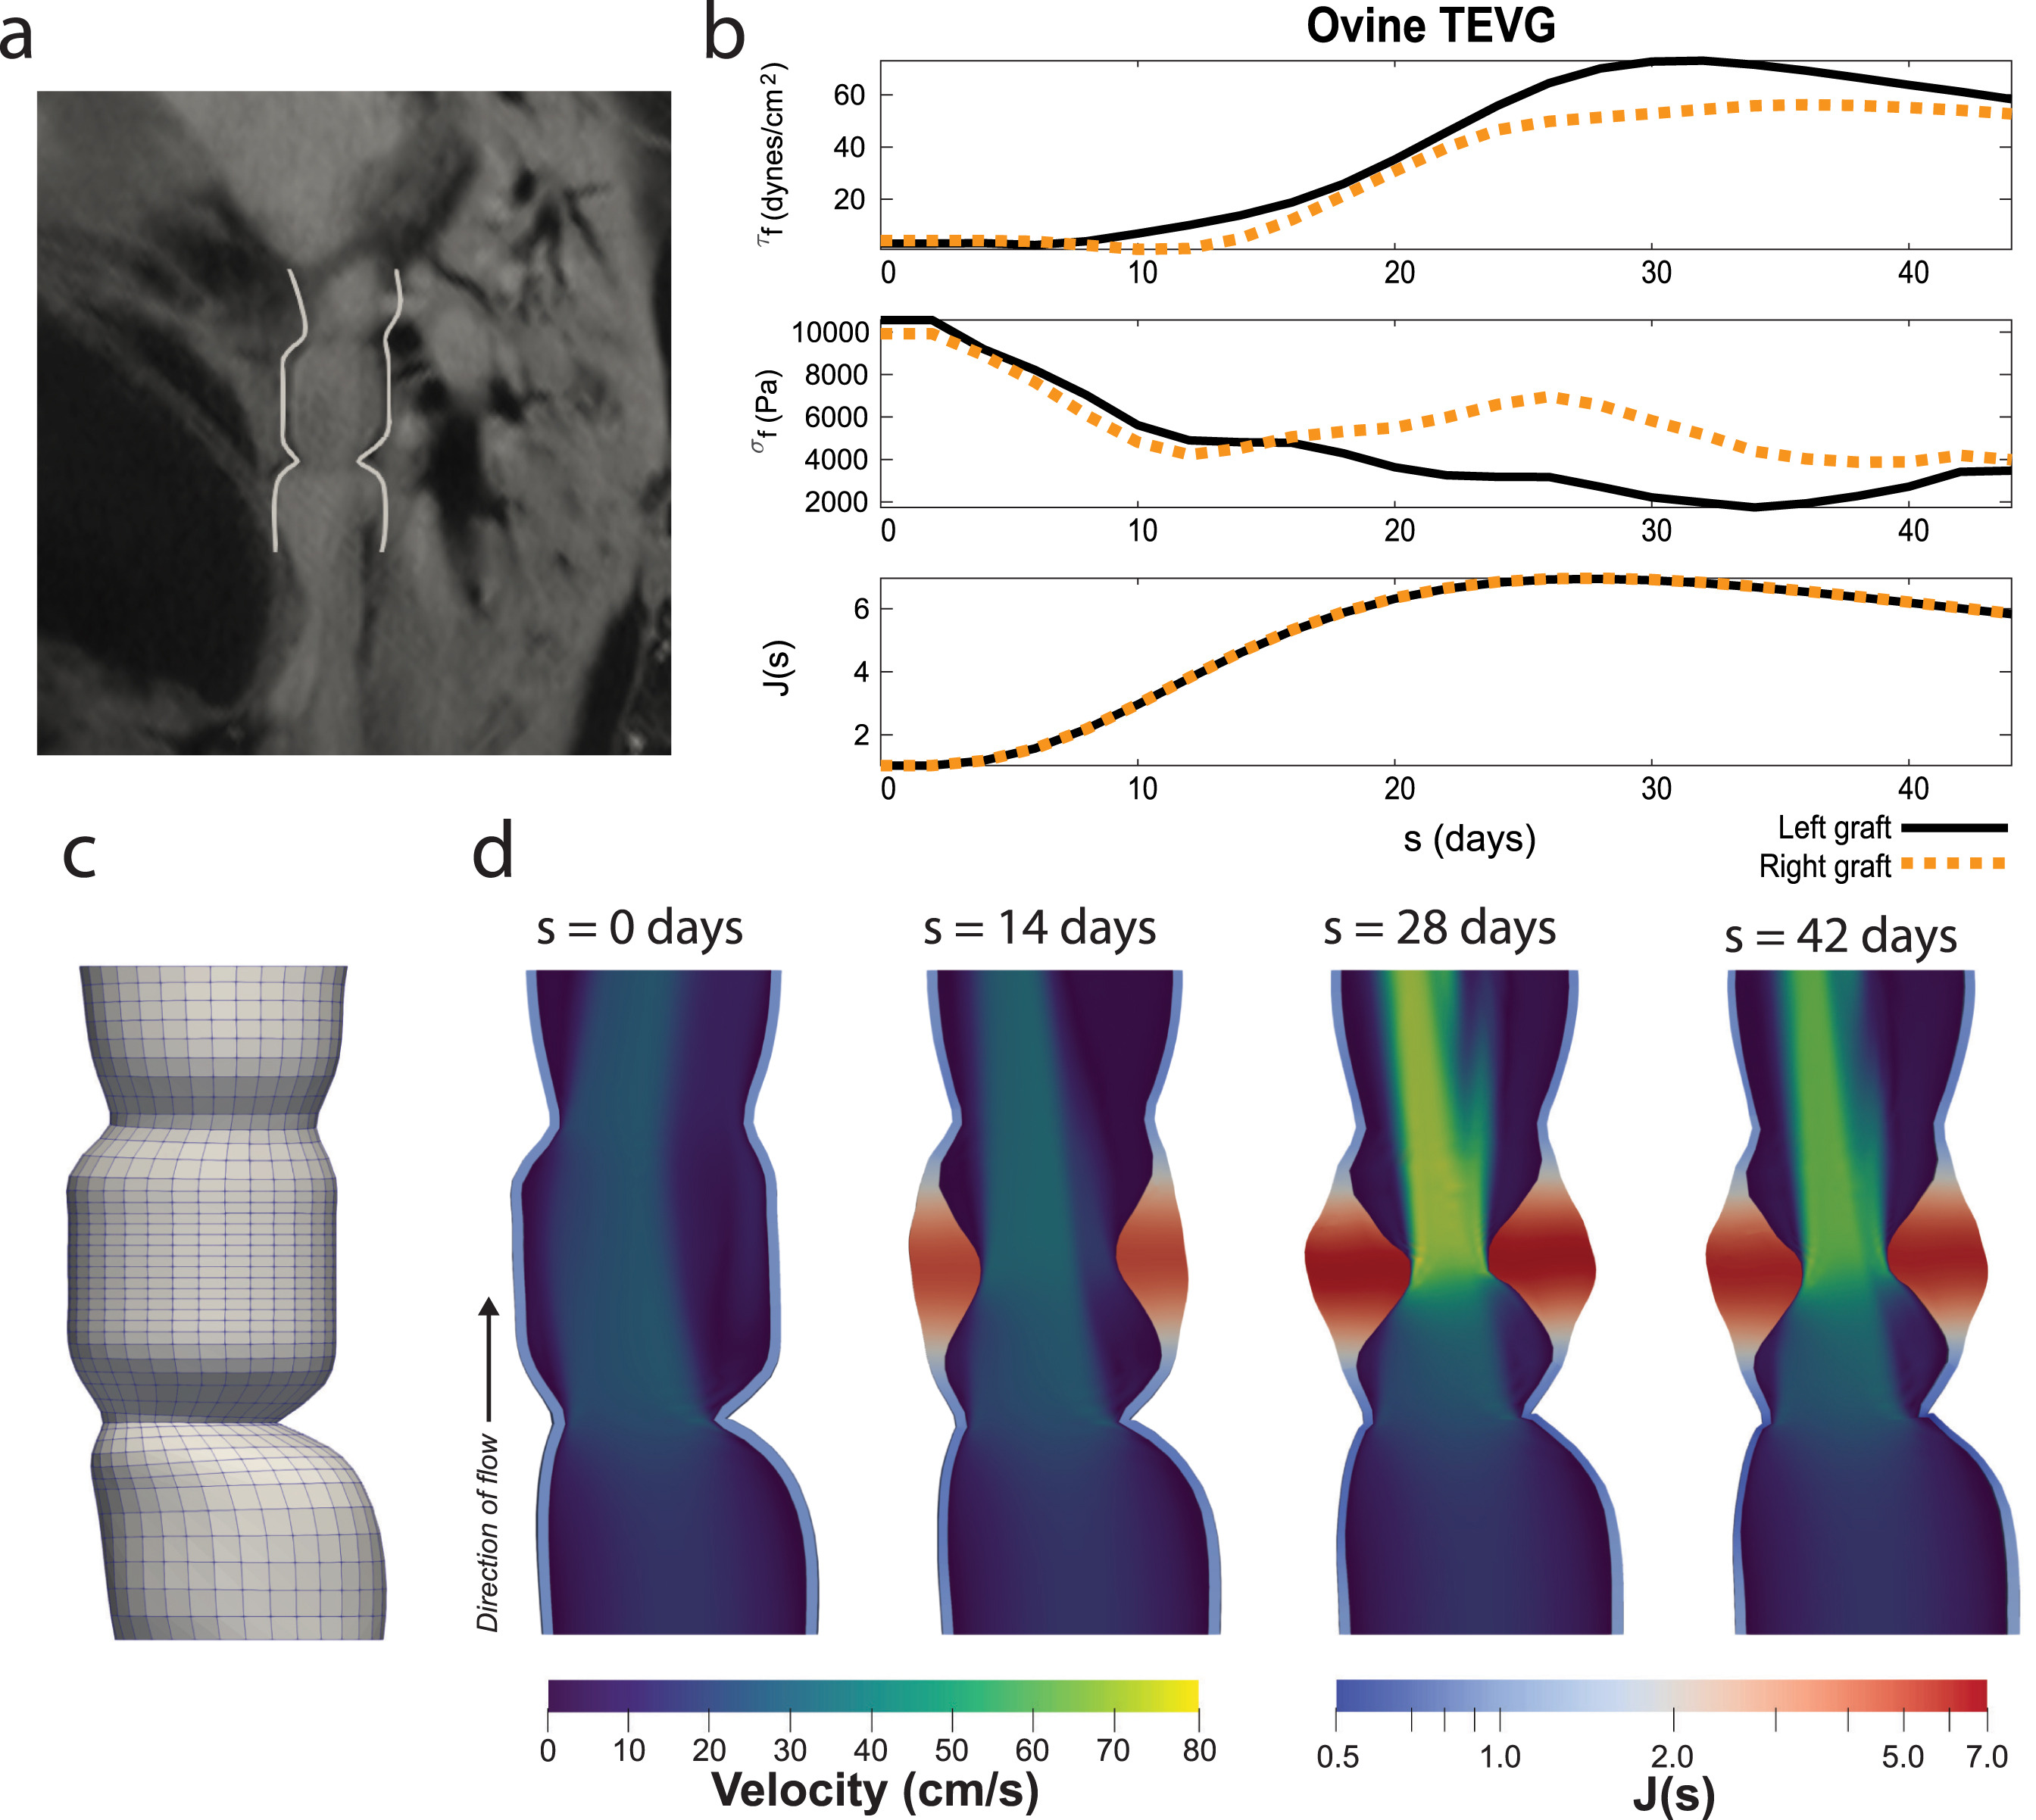 a
b
Ovine TEVG
τf (dynes/cm2)
60
40
20
0 10 20 30 40
σf (Pa)
10000
8000
6000
4000
2000
0 10 20 30 40
J(s)
6
4
2
0 10 20 30 40
s (days)
Left graft
Right graft
c
d
s = 0 days
s = 14 days
s = 28 days
s = 42 days
Direction of flow
0 10 20 30 40 50 60 70 80
Velocity (cm/s)
0.5 1.0 2.0 5.0 7.0
J(s)